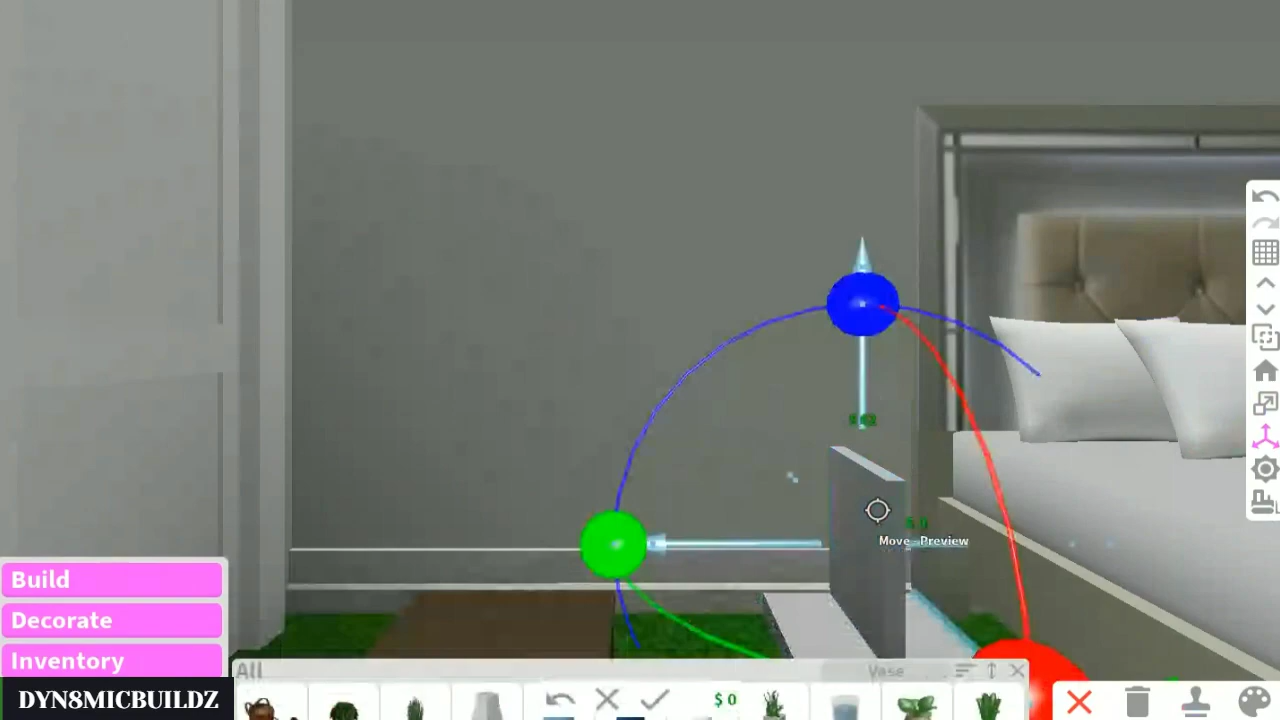 Move Preview
Build
Decorate
Inventory
DYN8MICBUILDZ
All
Vase
$ 0